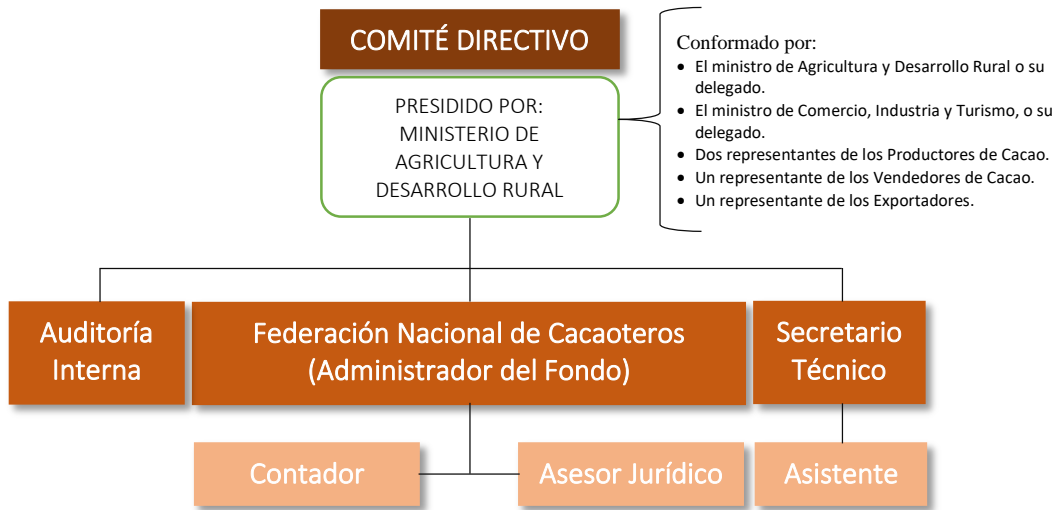 COMITÉ DIRECTIVO
PRESIDIDO POR:
MINISTERIO DE
AGRICULTURA Y
DESARROLLO RURAL
Conformado por:
• El ministro de Agricultura y Desarrollo Rural o su
delegado.
• El ministro de Comercio, Industria y Turismo, o su
delegado.
• Dos representantes de los Productores de Cacao.
• Un representante de los Vendedores de Cacao.
• Un representante de los Exportadores.
Auditoría
Interna
Federación Nacional de Cacaoteros
(Administrador del Fondo)
Secretario
Técnico
Contador
Asesor Jurídico
Asistente